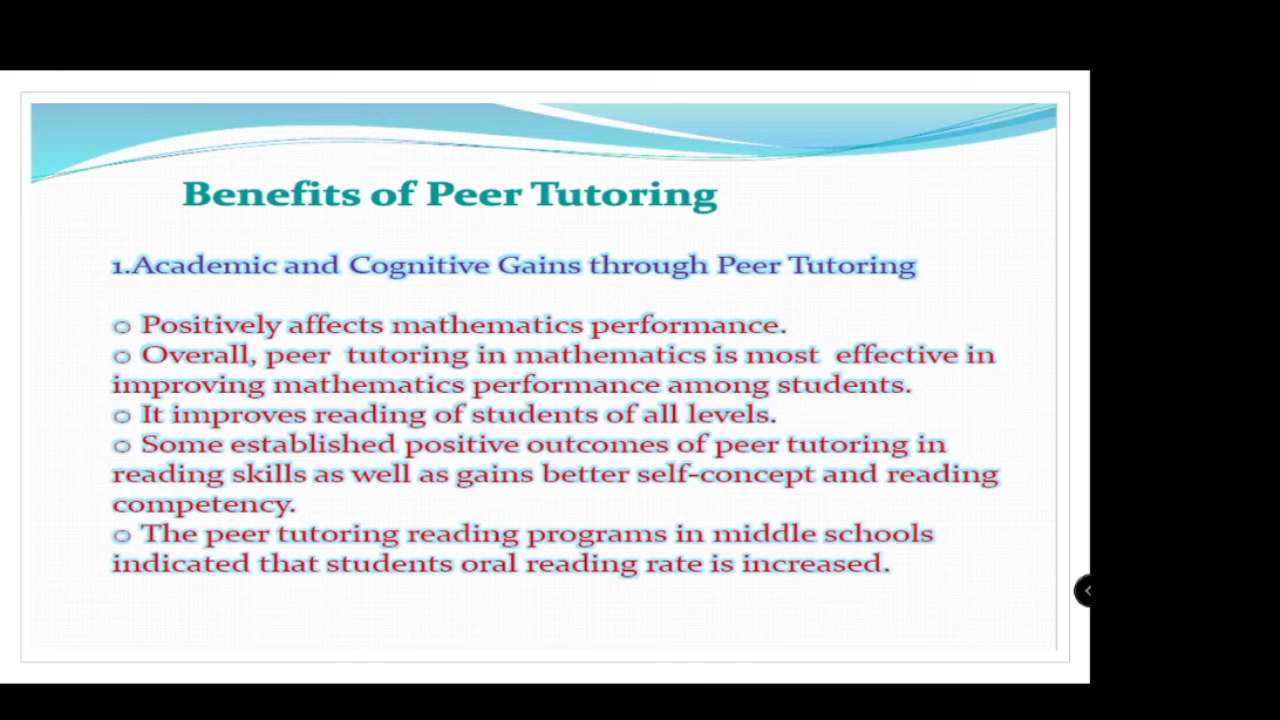 Benefits of Peer Tutoring
1.Academic and Cognitive Gains through Peer Tutoring
o Positively affects mathematics performance.
o Overall, peer tutoring in mathematics is most effective in
improving mathematics performance among students.
o It improves reading of students of all levels.
o Some established positive outcomes of peer tutoring in
reading skills as well as gains better self-concept and reading
competency.
o The peer tutoring reading programs in middle schools
indicated that students oral reading rate is increased.